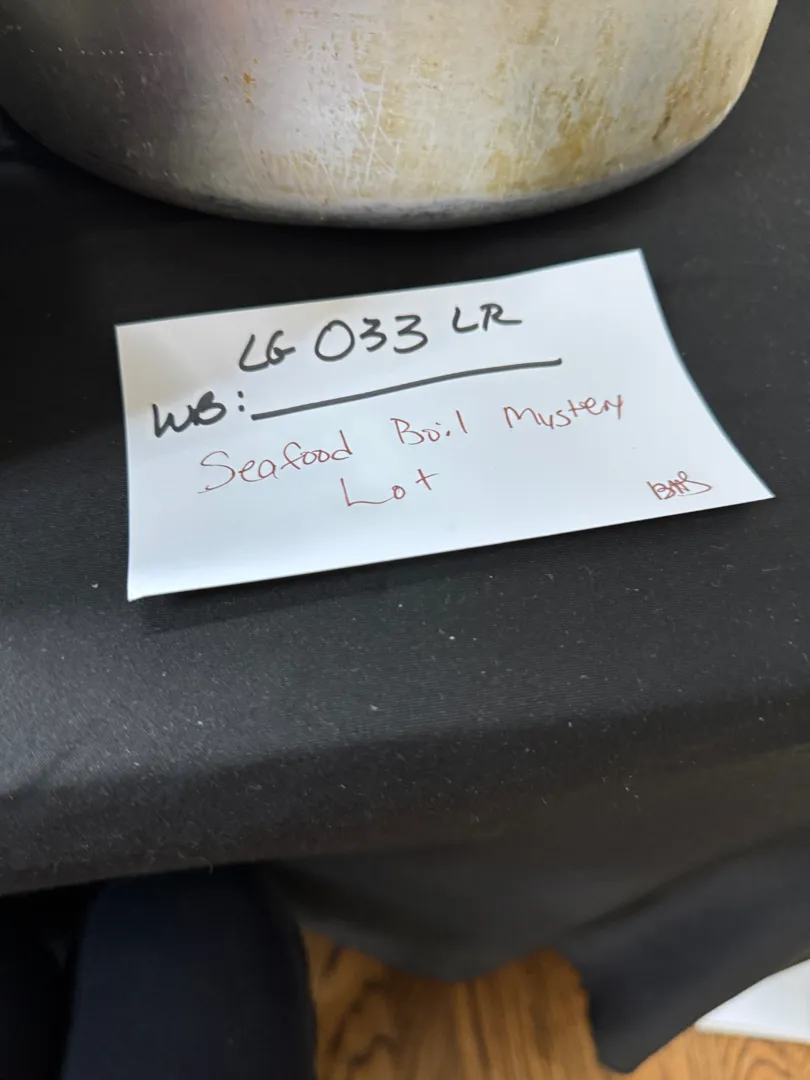 LG 033 LR
WB:
Seafood Boil Mystery
Lot